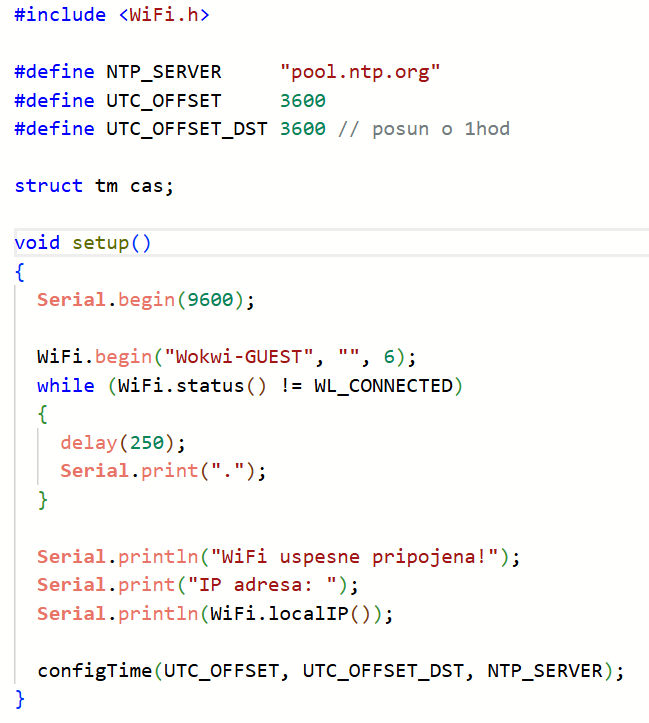 #include <WiFi.h>
#define NTP_SERVER     "pool.ntp.org"
#define UTC_OFFSET     3600
#define UTC_OFFSET_DST 3600 // posun o 1hod
struct tm cas;
void setup()
{
  Serial.begin(9600);
  WiFi.begin("Wokwi-GUEST", "", 6);
  while (WiFi.status() != WL_CONNECTED)
  {
    delay(250);
    Serial.print(".");
  }
  Serial.println("WiFi uspesne pripojena!");
  Serial.print("IP adresa: ");
  Serial.println(WiFi.localIP());
  configTime(UTC_OFFSET, UTC_OFFSET_DST, NTP_SERVER);
}